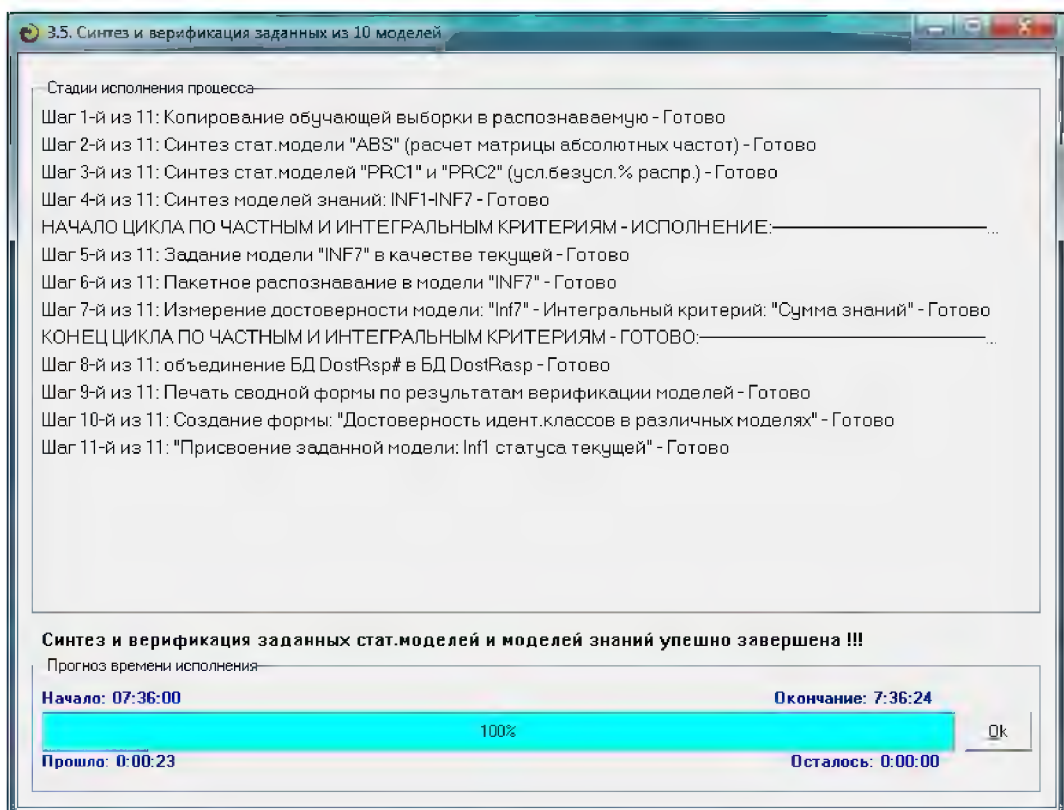 3.5. Синтез и верификация заданных из 10 моделей
Стадии исполнения процесса
Шаг 1-й из 11: Копирование обучающей выборки в распознаваемую - Готово
Шаг 2-й из 11: Синтез стат.модели "ABS" (расчет матрицы абсолютных частот) - Готово
Шаг 3-й из 11: Синтез стат.моделей "PRC1" и "PRC2" (усл.безусл.% распр.) - Готово
Шаг 4-й из 11: Синтез моделей знаний: INF1-INF7 - Готово
НАЧАЛО ЦИКЛА ПО ЧАСТНЫМ И ИНТЕГРАЛЬНЫМ КРИТЕРИЯМ - ИСПОЛНЕНИЕ:——————————...
Шаг 5-й из 11: Задание модели "INF7" в качестве текущей - Готово
Шаг 6-й из 11: Пакетное распознавание в модели "INF7" - Готово
Шаг 7-й из 11: Измерение достоверности модели: "Inf7" - Интегральный критерий: "Сумма знаний" - Готово
КОНЕЦ ЦИКЛА ПО ЧАСТНЫМ И ИНТЕГРАЛЬНЫМ КРИТЕРИЯМ - ГОТОВО:——————————...
Шаг 8-й из 11: объединение БД DostRsp# в БД DostRasp - Готово
Шаг 9-й из 11: Печать сводной формы по результатам верификации моделей - Готово
Шаг 10-й из 11: Создание формы: "Достоверность идент.классов в различных моделях" - Готово
Шаг 11-й из 11: "Присвоение заданной модели: Inf1 статуса текущей" - Готово
Синтез и верификация заданных стат.моделей и моделей знаний упешно завершена !!!
Прогноз времени исполнения
Начало: 07:36:00 Окончание: 7:36:24
100% Ok
Прошло: 0:00:23 Осталось: 0:00:00